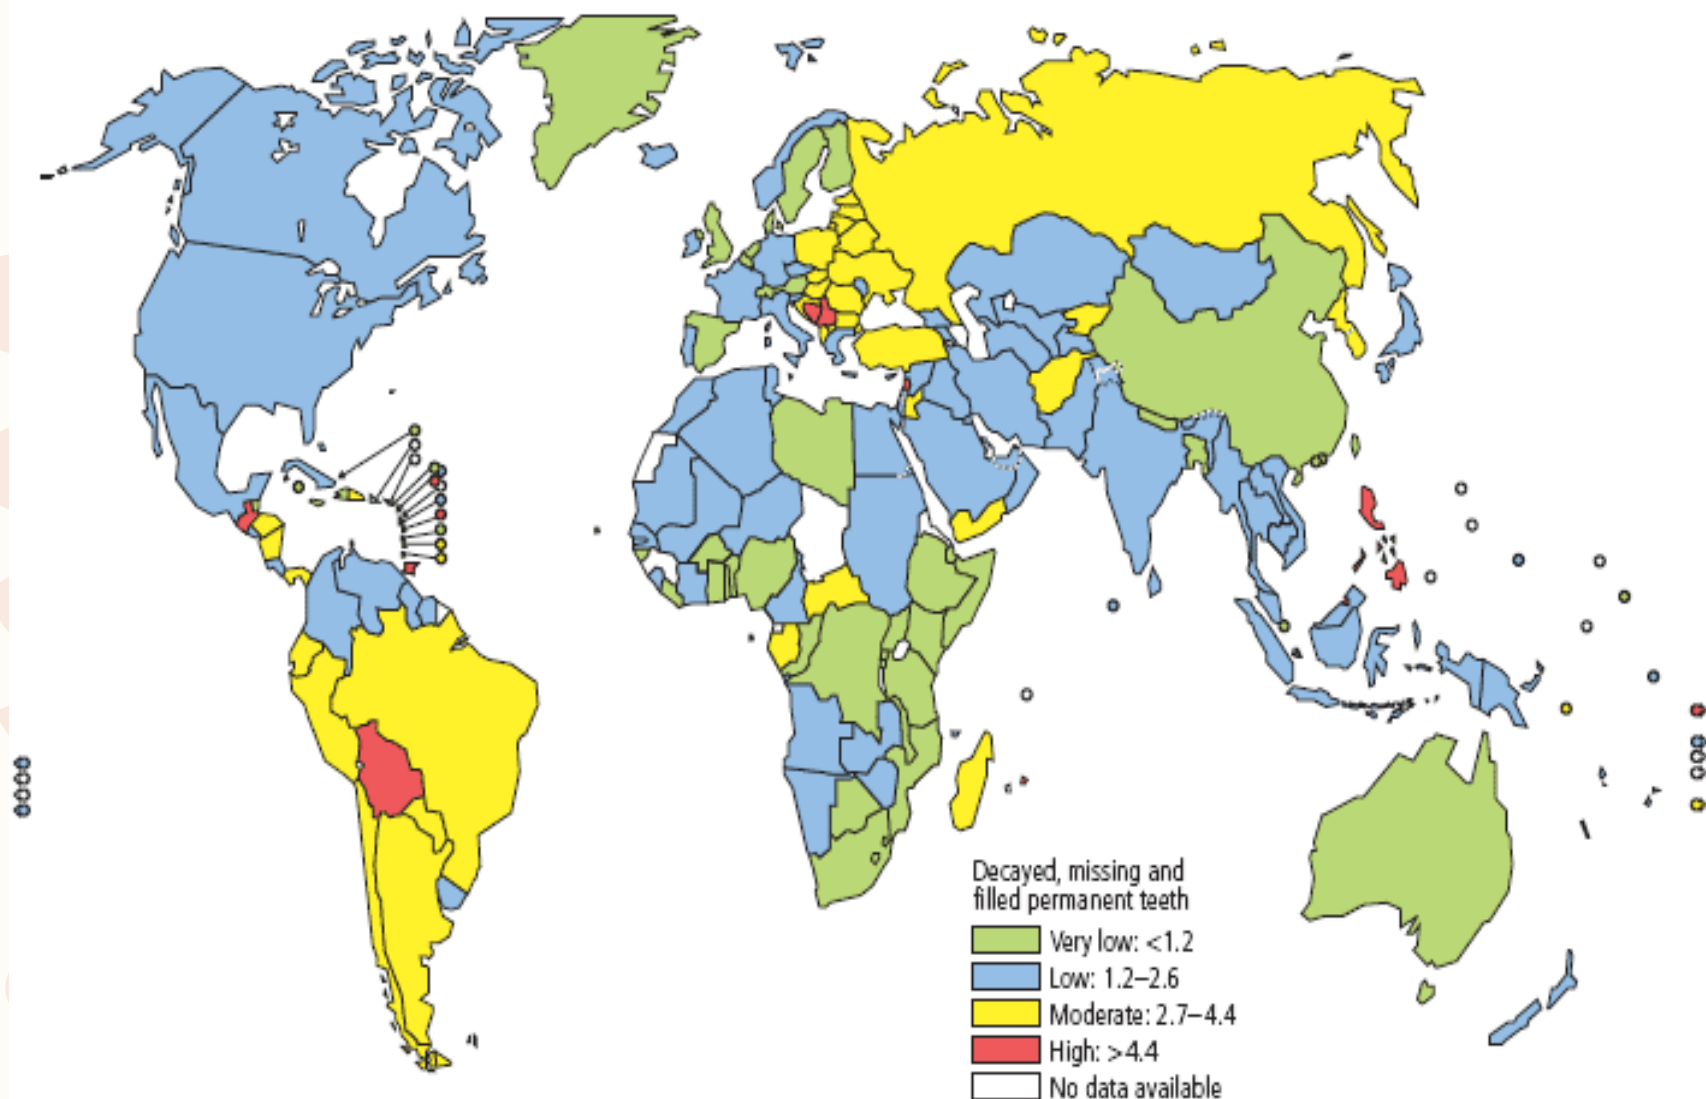 Decayed, missing and
filled permanent teeth
Very low: <1.2
Low: 1.2–2.6
Moderate: 2.7–4.4
High: >4.4
No data available